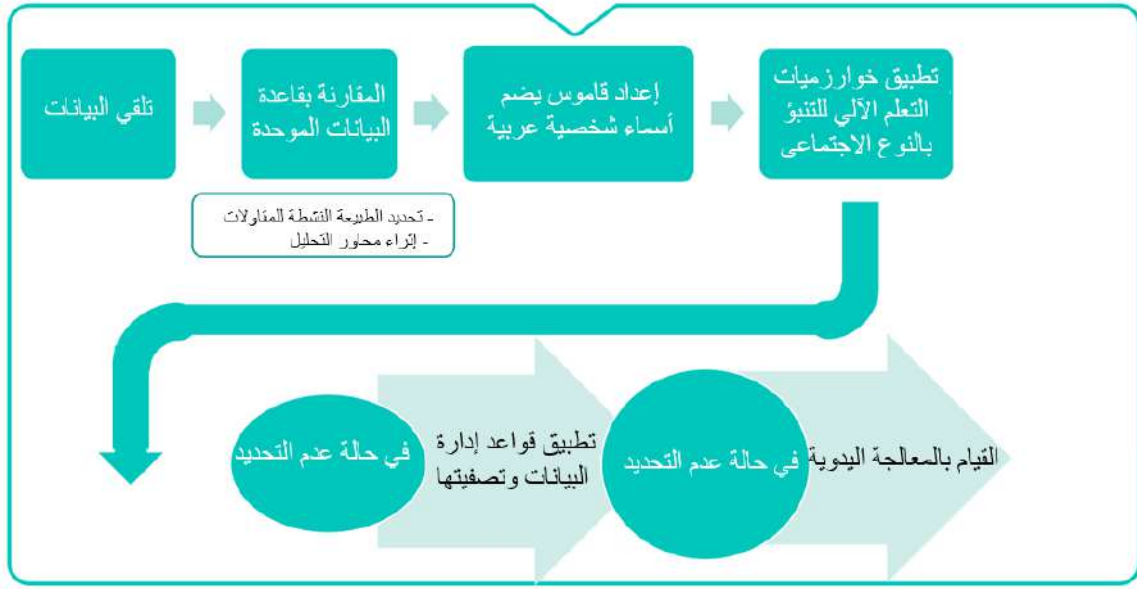 تلقي البيانات
المقارنة بقاعدة
البيانات الموحدة
إعداد قاموس يضم
أسماء شخصية عربية
تطبيق خوارزميات
التعلم الآلي للتنبؤ
بالنوع الاجتماعي
- تحديد الطبيعة النشطة للمقاولات
- إثراء محاور التحليل
في حالة عدم التحديد
تطبيق قواعد إدارة
البيانات وتصفيتها
في حالة عدم التحديد
القيام بالمعالجة اليدوية